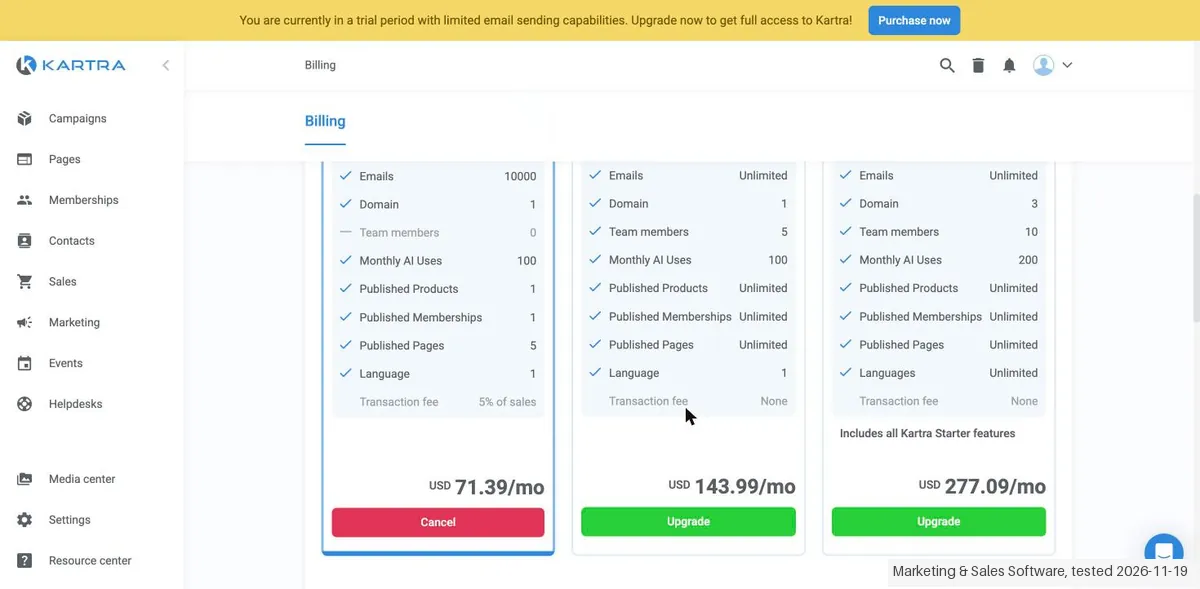 You are currently in a trial period with limited email sending capabilities. Upgrade now to get full access to Kartra! Purchase now
KARTRA
Billing
Billing
Campaigns
Pages
Memberships
Contacts
Sales
Marketing
Events
Helpdesks
Media center
Settings
Resource center
Emails 10000
Domain 1
Team members 0
Monthly AI Uses 100
Published Products 1
Published Memberships 1
Published Pages 5
Language 1
Transaction fee 5% of sales
USD 71.39/mo
Cancel
Emails Unlimited
Domain 1
Team members 5
Monthly AI Uses 100
Published Products Unlimited
Published Memberships Unlimited
Published Pages Unlimited
Language 1
Transaction fee None
USD 143.99/mo
Upgrade
Emails Unlimited
Domain 3
Team members 10
Monthly AI Uses 200
Published Products Unlimited
Published Memberships Unlimited
Published Pages Unlimited
Languages Unlimited
Transaction fee None
Includes all Kartra Starter features
USD 277.09/mo
Upgrade
Marketing & Sales Software, tested 2026-11-19